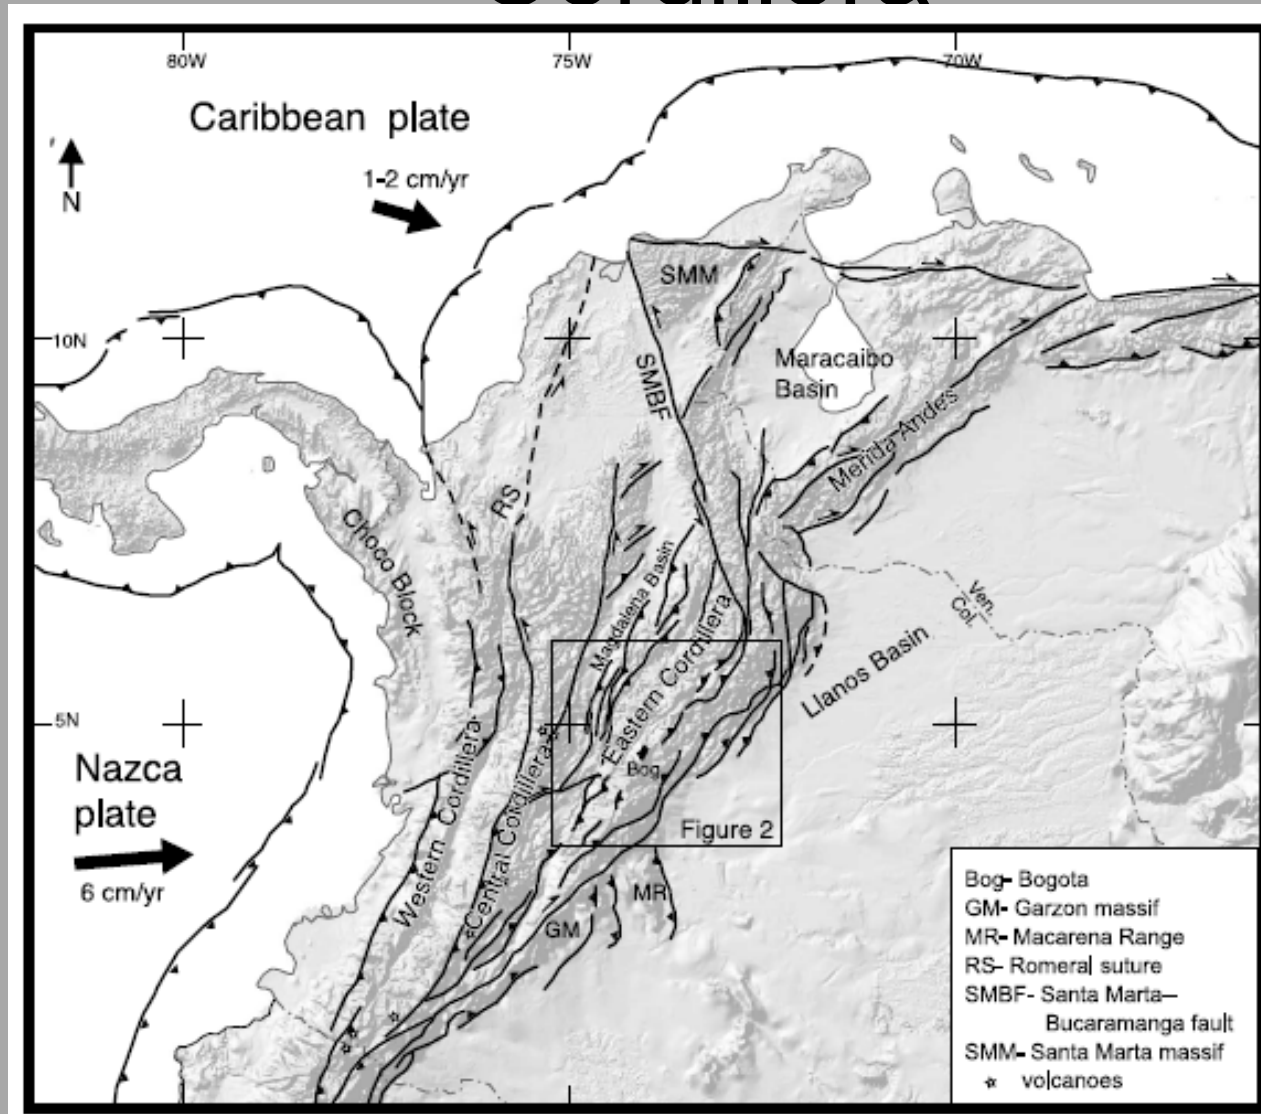 80W
75W
70W
Caribbean plate
1-2 cm/yr
N
SMM
10N
Maracaibo
Basin
SMBF
Merida Andes
RS
Choco Block
Magdalena Basin
Ven.
Col.
Eastern Cordillera
Llanos Basin
5N
Nazca
plate
6 cm/yr
Western Cordillera
Central Cordillera
Bog.
Figure 2
MR
GM
Bog- Bogota
GM- Garzon massif
MR- Macarena Range
RS- Romeral suture
SMBF- Santa Marta-
Bucaramanga fault
SMM- Santa Marta massif
volcanoes